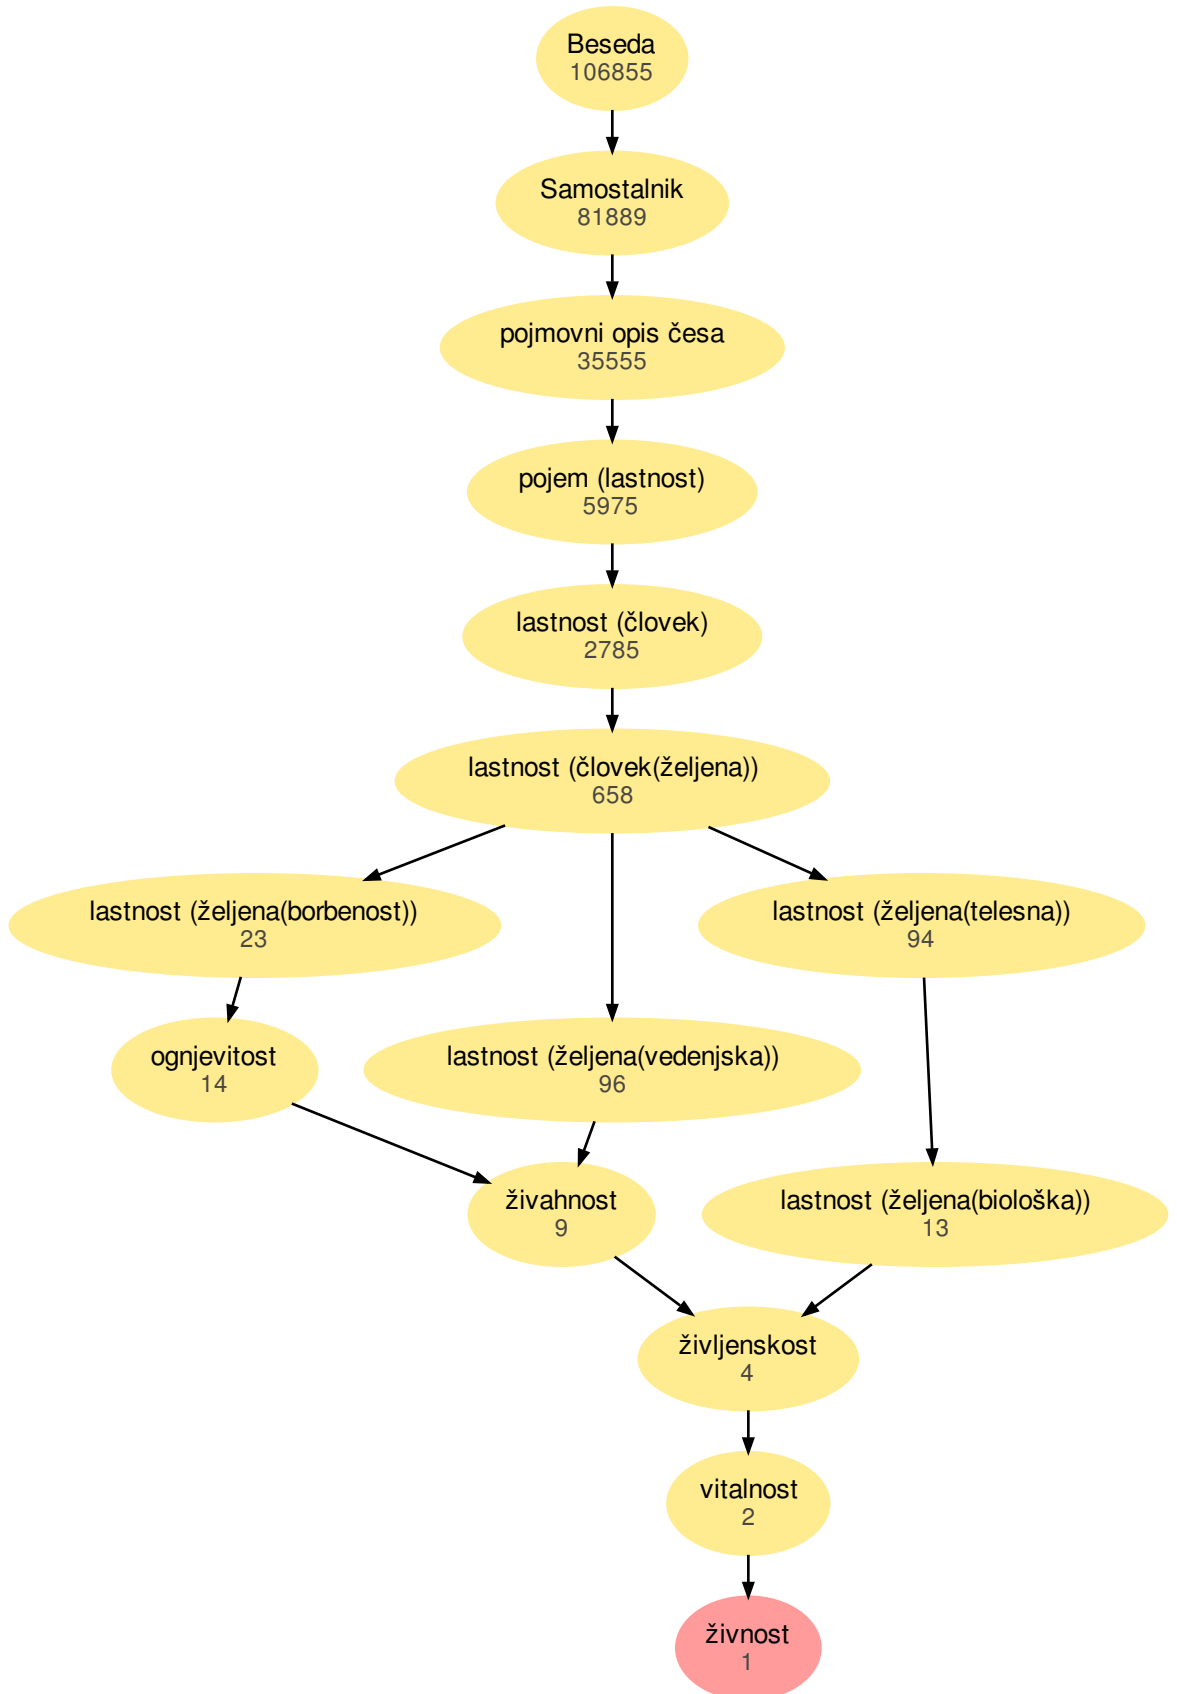 Beseda
106855
Samostalnik
81889
pojmovni opis česa
35555
pojem (lastnost)
5975
lastnost (človek)
2785
lastnost (človek(željena))
658
lastnost (željena(borbenost))
23
lastnost (željena(telesna))
94
ognjevitost
14
lastnost (željena(vedenjska))
96
živahnost
9
lastnost (željena(biološka))
13
življenskost
4
vitalnost
2
živnost
1